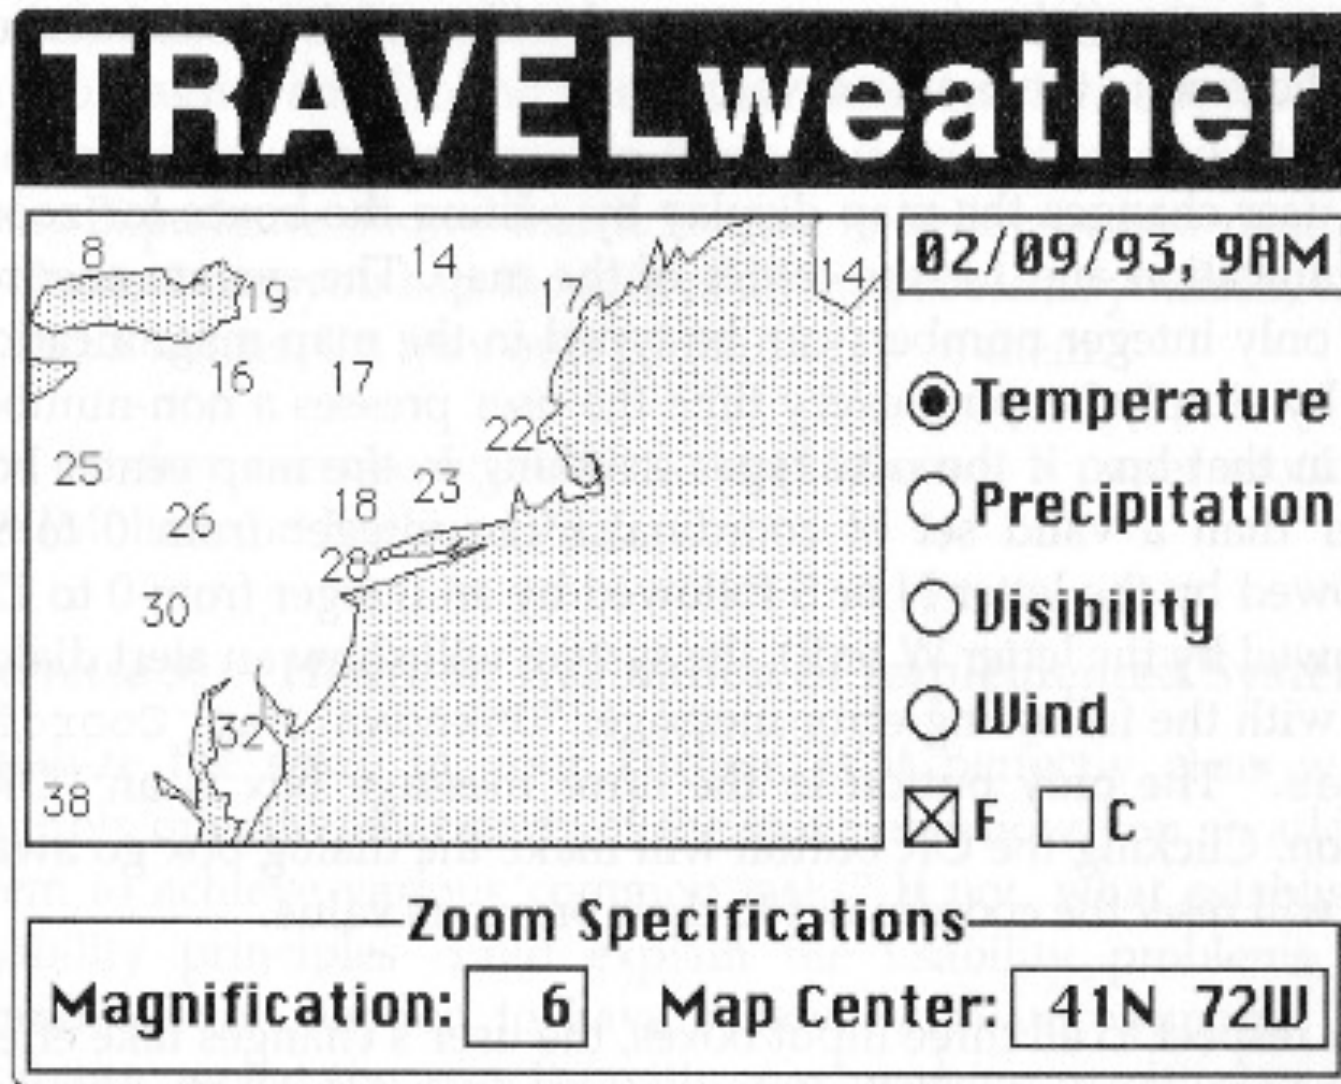 TRAVELweather
8
14
14
02/09/93, 9AM
19
7
16
17
Temperature
22
25
23
18
26
Precipitation
28
30
Visibility
32
Wind
38
F
C
Zoom Specifications
Magnification: 6 Map Center: 41N 72W